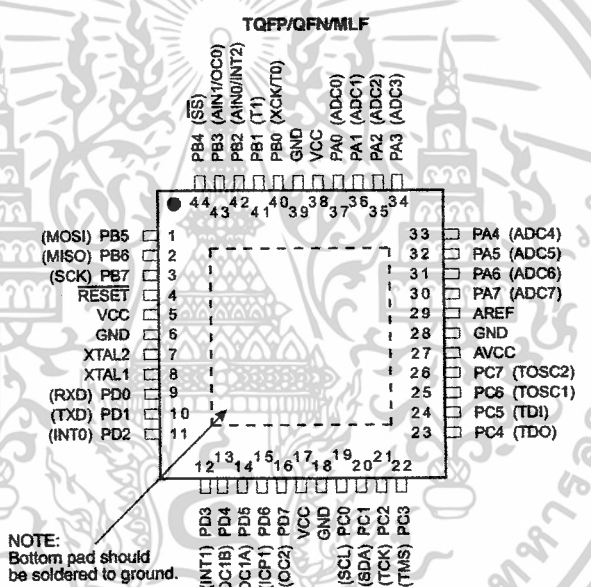 TQFP/QFN/MLF
PB4 (SS)
PB3 (AIN1/OC0)
PB2 (AIN0/INT2)
PB1 (T1)
PB0 (XCK/T0)
GND
VCC
PA0 (ADC0)
PA1 (ADC1)
PA2 (ADC2)
PA3 (ADC3)
44
43
42
41
40
39
38
37
36
35
34
(MOSI) PB5 1
(MISO) PB6 2
(SCK) PB7 3
RESET 4
VCC 5
GND 6
XTAL2 7
XTAL1 8
(RXD) PD0 9
(TXD) PD1 10
(INT0) PD2 11
33 PA4 (ADC4)
32 PA5 (ADC5)
31 PA6 (ADC6)
30 PA7 (ADC7)
29 AREF
28 GND
27 AVCC
26 PC7 (TOSC2)
25 PC6 (TOSC1)
24 PC5 (TDI)
23 PC4 (TDO)
12
13
14
15
16
17
18
19
20
21
22
(INT1) PD3
OC1B) PD4
OC1A) PD5
(ICP1) PD6
(OC2) PD7
VCC
GND
(SCL) PC0
(SDA) PC1
(TCK) PC2
(TMS) PC3
NOTE:
Bottom pad should
be soldered to ground.